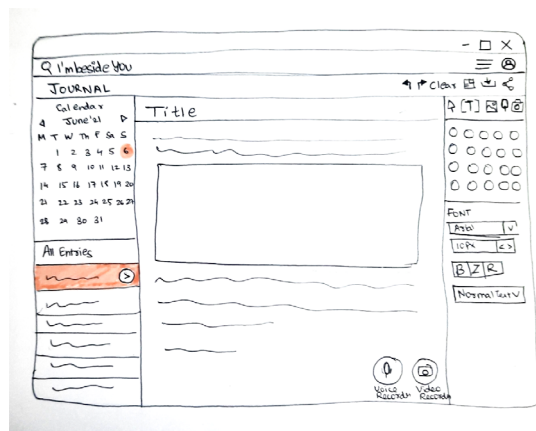 I'm beside You
JOURNAL
Clear
Calendar
June'21
M T W Th F Sa S
1 2 3 4 5 6
7 8 9 10 11 12 13
14 15 16 17 18 19 20
21 22 23 24 25 26 27
28 29 30 31
All Entries
Title
[T]
FONT
Arial
10Px < >
B I R
Normal Text
Voice Records
Video Records